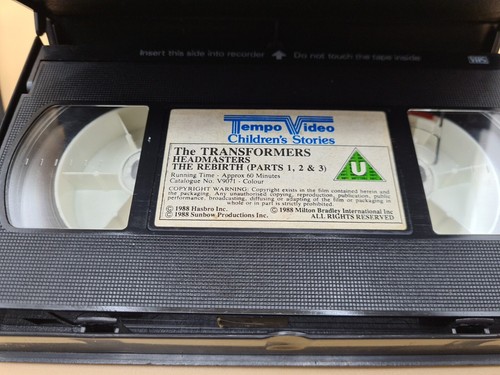 Insert this side into recorder Do not touch the tape inside
VHS
Tempo Video
Children's Stories
The TRANSFORMERS
HEADMASTERS
THE REBIRTH (PARTS 1, 2 & 3)
Running Time - Approx 60 Minutes
Catalogue No. V9071 - Colour
U
COPYRIGHT WARNING: Copyright exists in the film contained herein and
the packaging. Any unauthorised copying, reproduction, publication, public
performance, broadcasting, diffusing or adapting of the film or packaging in
whole or in part is strictly prohibited.
© 1988 Hasbro Inc. © 1988 Milton Bradley International Inc
© 1988 Sunbow Productions Inc. ALL RIGHTS RESERVED